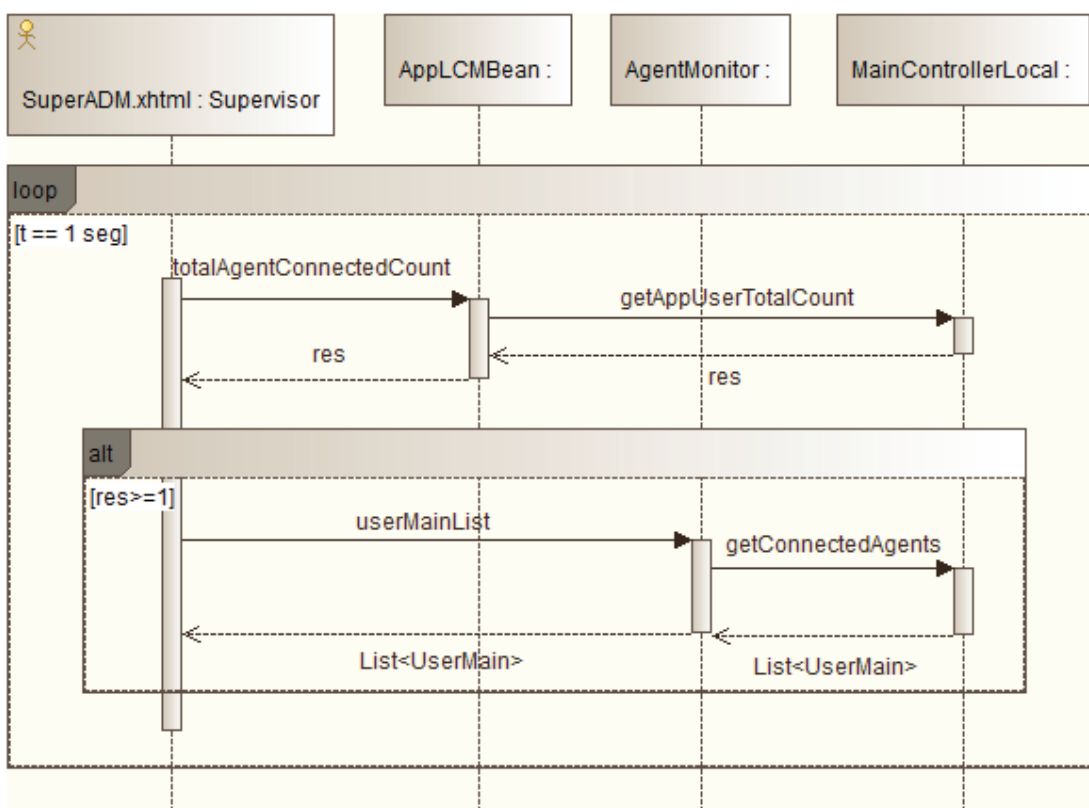 SuperADM.xhtml : Supervisor
AppLCMBean :
AgentMonitor :
MainControllerLocal :
loop
[t == 1 seg]
totalAgentConnectedCount
getAppUserTotalCount
res
res
alt
[res>=1]
userMainList
getConnectedAgents
List<UserMain>
List<UserMain>